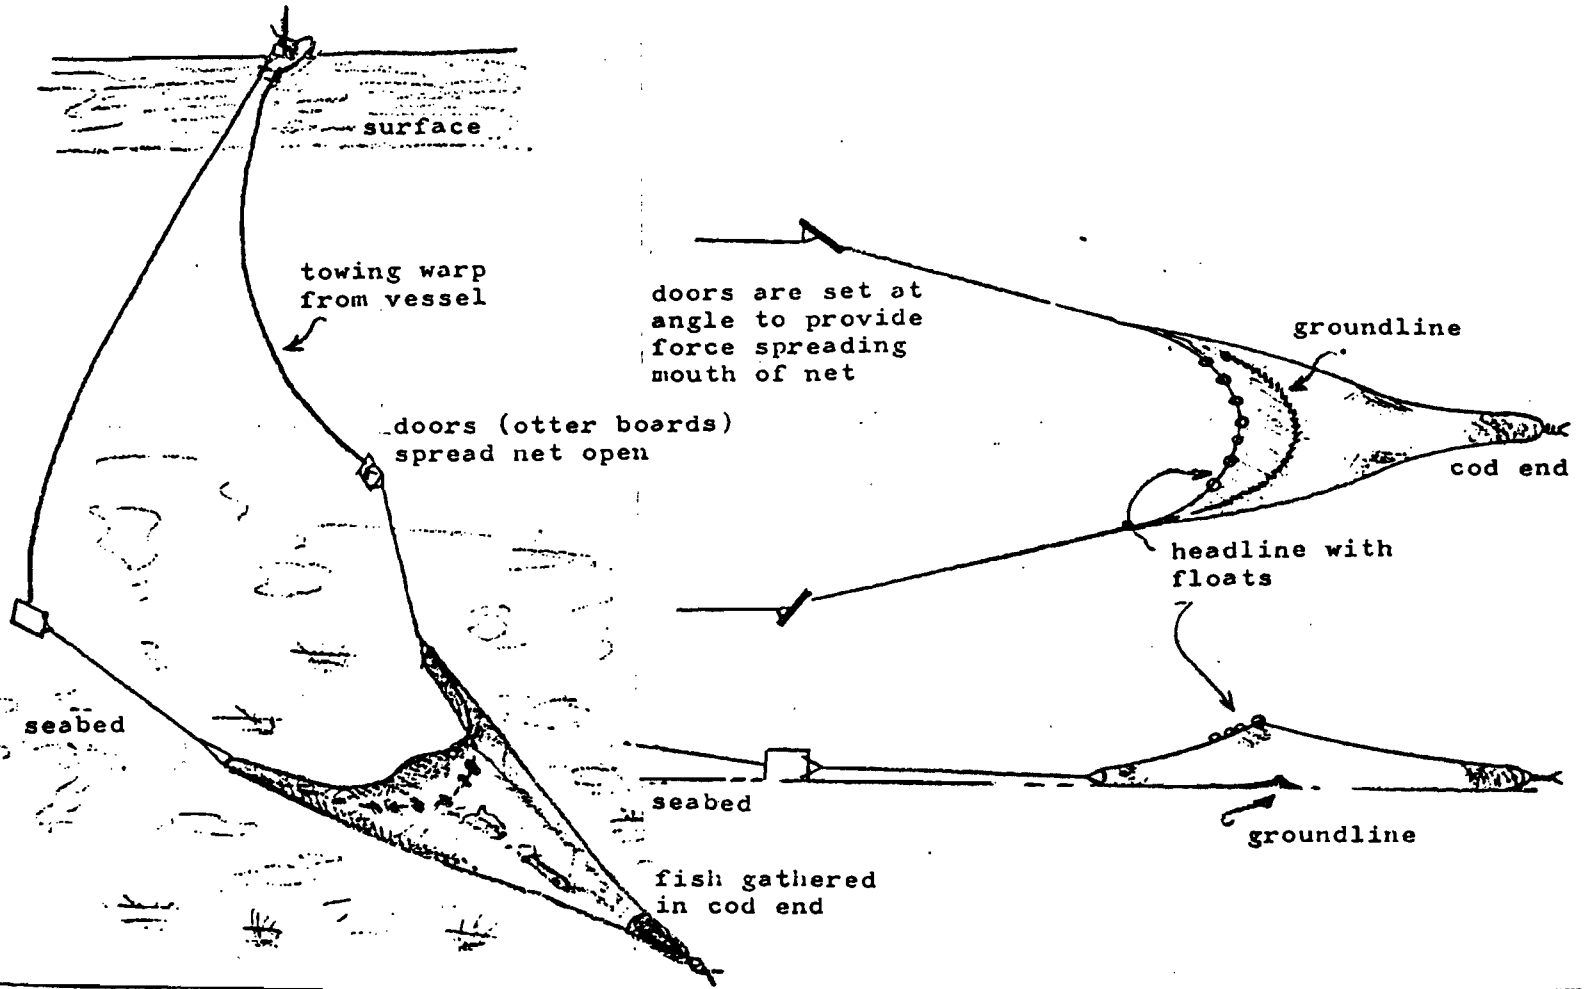 surface
towing warp
from vessel
doors (otter boards)
spread net open
seabed
fish gathered
in cod end
doors are set at
angle to provide
force spreading
mouth of net
groundline
cod end
headline with
floats
seabed
groundline